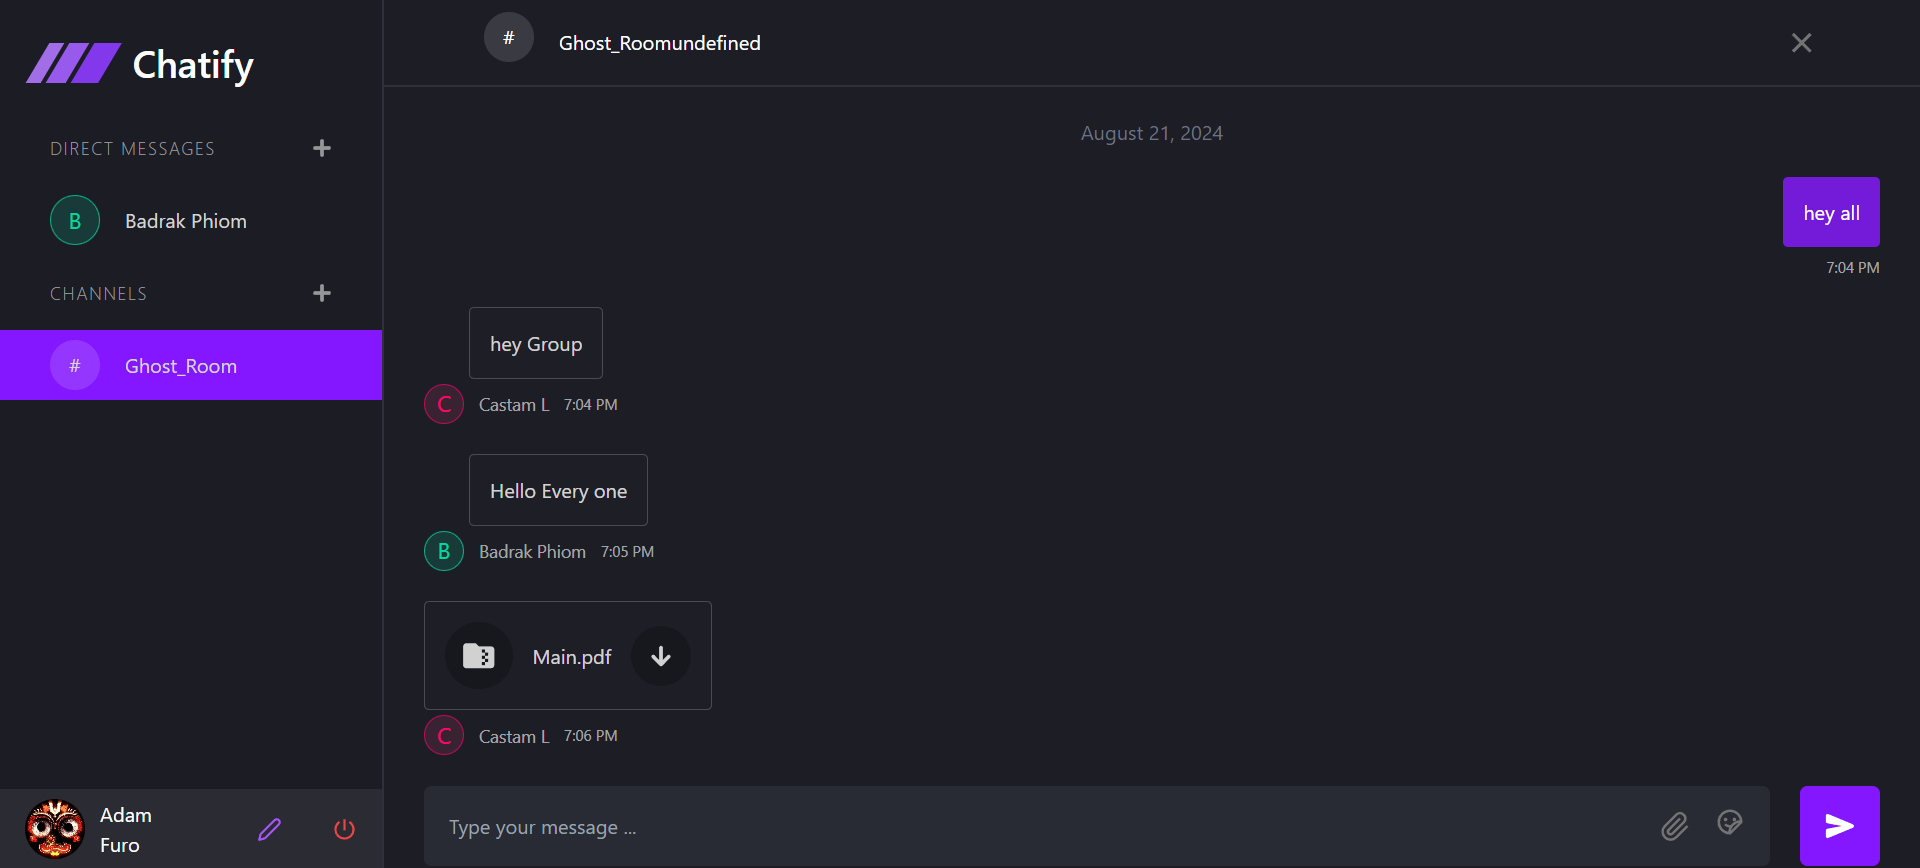 Chatify
DIRECT MESSAGES
B
Badrak Phiom
CHANNELS
#
Ghost_Room
Adam
Furo
#
Ghost_Roomundefined
August 21, 2024
hey all
7:04 PM
hey Group
C
Castam L 7:04 PM
Hello Every one
B
Badrak Phiom 7:05 PM
Main.pdf
C
Castam L 7:06 PM
Type your message ...